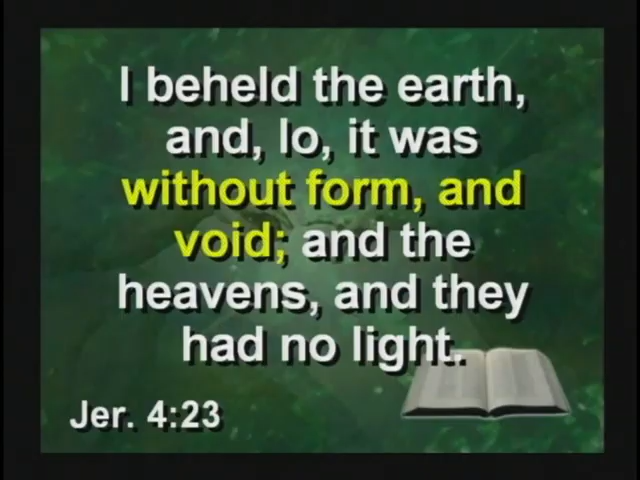 I beheld the earth,
and, lo, it was
without form, and
void; and the
heavens, and they
had no light.
Jer. 4:23